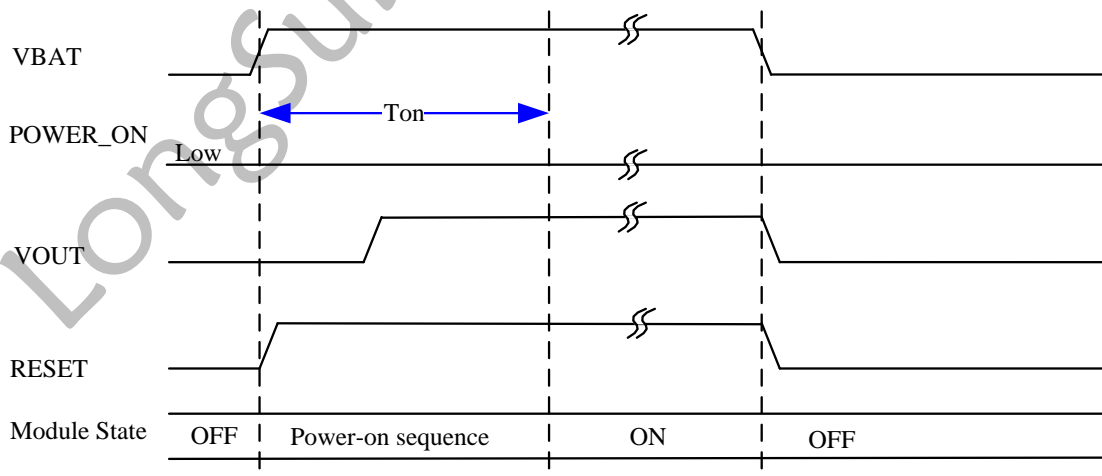 VBAT
Ton
POWER_ON
Low
VOUT
RESET
Module State OFF Power-on sequence ON OFF